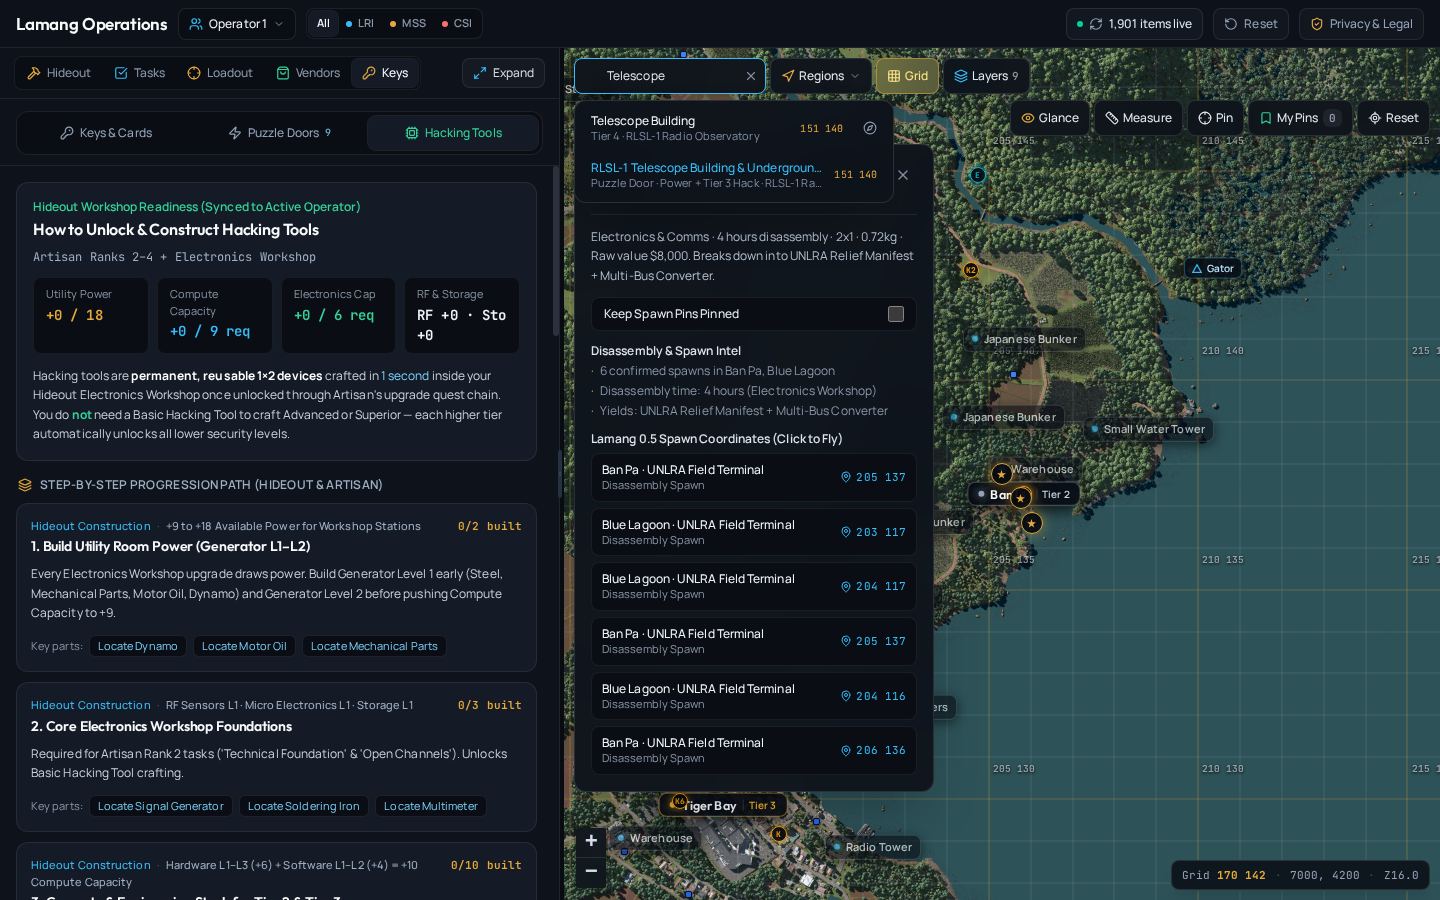 Lamang Operations
Operator 1
All
LRI
MSS
CSI
1,901 items live
Reset
Privacy & Legal
Hideout
Tasks
Loadout
Vendors
Keys
Expand
Keys & Cards
Puzzle Doors 9
Hacking Tools
Hideout Workshop Readiness (Synced to Active Operator)
How to Unlock & Construct Hacking Tools
Artisan Ranks 2–4 + Electronics Workshop
Utility Power
+0 / 18
Compute Capacity
+0 / 9 req
Electronics Cap
+0 / 6 req
RF & Storage
RF +0 · Sto +0
Hacking tools are permanent, reusable 1×2 devices crafted in 1 second inside your
Hideout Electronics Workshop once unlocked through Artisan's upgrade quest chain.
You do not need a Basic Hacking Tool to craft Advanced or Superior — each higher tier
automatically unlocks all lower security levels.
STEP-BY-STEP PROGRESSION PATH (HIDEOUT & ARTISAN)
Hideout Construction · +9 to +18 Available Power for Workshop Stations
0/2 built
1. Build Utility Room Power (Generator L1–L2)
Every Electronics Workshop upgrade draws power. Build Generator Level 1 early (Steel,
Mechanical Parts, Motor Oil, Dynamo) and Generator Level 2 before pushing Compute
Capacity to +9.
Key parts: Locate Dynamo Locate Motor Oil Locate Mechanical Parts
Hideout Construction · RF Sensors L1 · Micro Electronics L1 · Storage L1
0/3 built
2. Core Electronics Workshop Foundations
Required for Artisan Rank 2 tasks ('Technical Foundation' & 'Open Channels'). Unlocks
Basic Hacking Tool crafting.
Key parts: Locate Signal Generator Locate Soldering Iron Locate Multimeter
Hideout Construction · Hardware L1–L3 (+6) + Software L1–L2 (+4) = +10
Compute Capacity
0/10 built
Telescope
Regions
Grid
Layers 9
Telescope Building
Tier 4 · RLSL-1 Radio Observatory
151 140
RLSL-1 Telescope Building & Undergroun...
Puzzle Door · Power + Tier 3 Hack · RLSL-1 Ra...
151 140
Glance
Measure
Pin
My Pins 0
Reset
Electronics & Comms · 4 hours disassembly · 2x1 · 0.72kg ·
Raw value $8,000. Breaks down into UNLRA Relief Manifest
+ Multi-Bus Converter.
Keep Spawn Pins Pinned
Disassembly & Spawn Intel
· 6 confirmed spawns in Ban Pa, Blue Lagoon
· Disassembly time: 4 hours (Electronics Workshop)
· Yields: UNLRA Relief Manifest + Multi-Bus Converter
Lamang 0.5 Spawn Coordinates (Click to Fly)
Ban Pa · UNLRA Field Terminal
Disassembly Spawn
205 137
Blue Lagoon · UNLRA Field Terminal
Disassembly Spawn
203 117
Blue Lagoon · UNLRA Field Terminal
Disassembly Spawn
204 117
Ban Pa · UNLRA Field Terminal
Disassembly Spawn
205 137
Blue Lagoon · UNLRA Field Terminal
Disassembly Spawn
204 116
Ban Pa · UNLRA Field Terminal
Disassembly Spawn
206 136
205 145
210 145
215 1
E
K2
Gator
Japanese Bunker
205 140
210 140
215 1
Japanese Bunker
Small Water Tower
Warehouse
Ban
Tier 2
unker
205 135
210 135
215 1
ers
205 130
210 130
215 1
K6
Tiger Bay Tier 3
K
Warehouse
Radio Tower
+
−
Grid 170 142 · 7000, 4200 · Z16.0